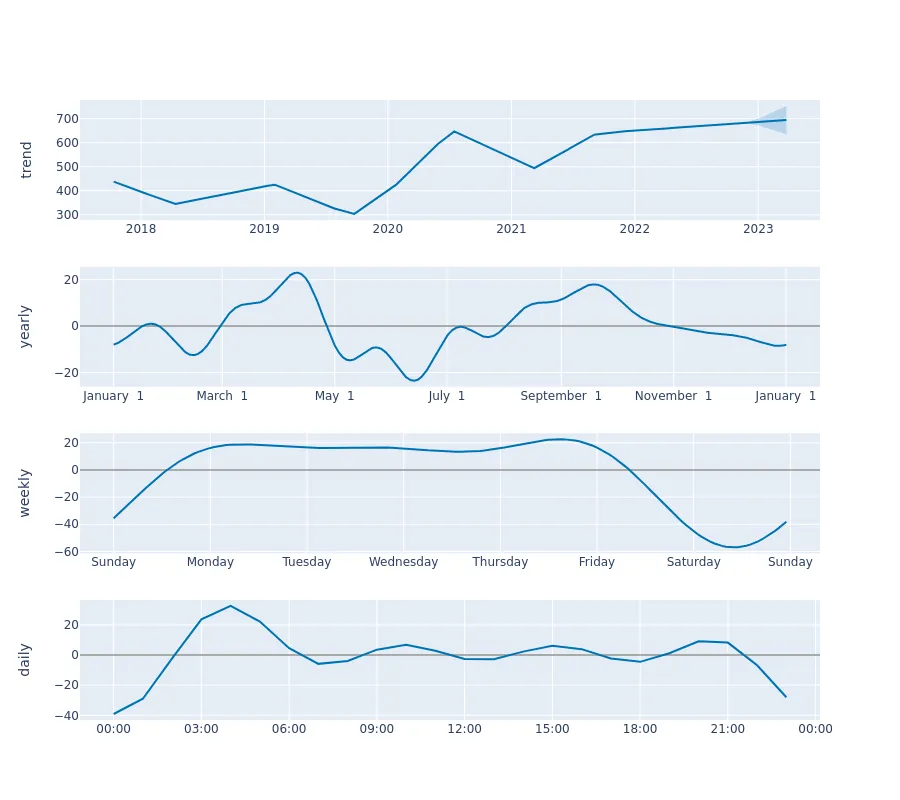 trend
700
600
500
400
300
2018 2019 2020 2021 2022 2023
yearly
20
0
−20
January 1 March 1 May 1 July 1 September 1 November 1 January 1
weekly
20
0
−20
−40
−60
Sunday Monday Tuesday Wednesday Thursday Friday Saturday Sunday
daily
20
0
−20
−40
00:00 03:00 06:00 09:00 12:00 15:00 18:00 21:00 00:00